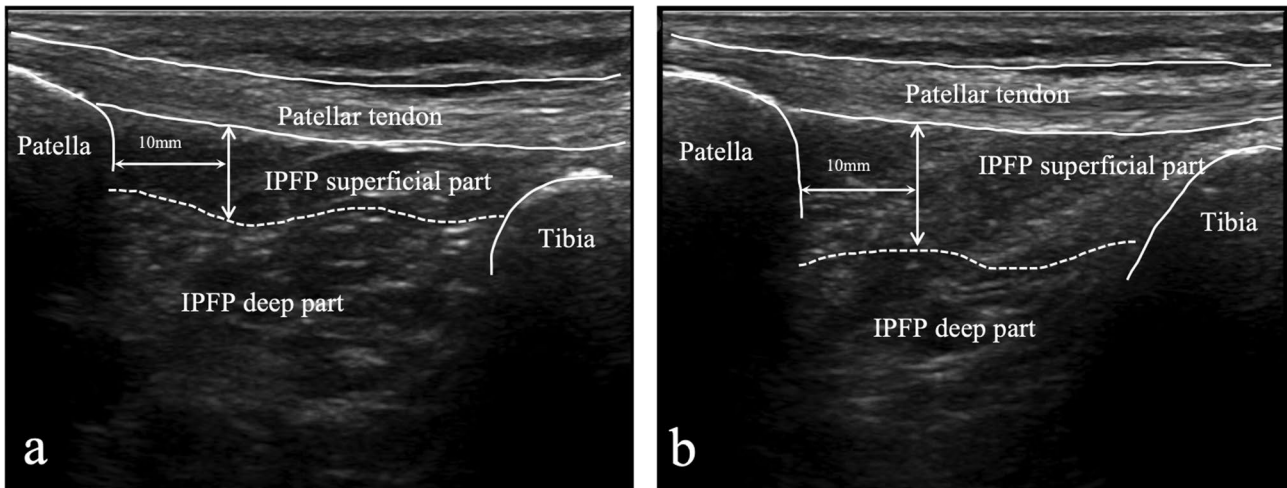 Patellar tendon
Patella
10mm
IPFP superficial part
Tibia
IPFP deep part
a
Patellar tendon
Patella
10mm
IPFP superficial part
Tibia
IPFP deep part
b